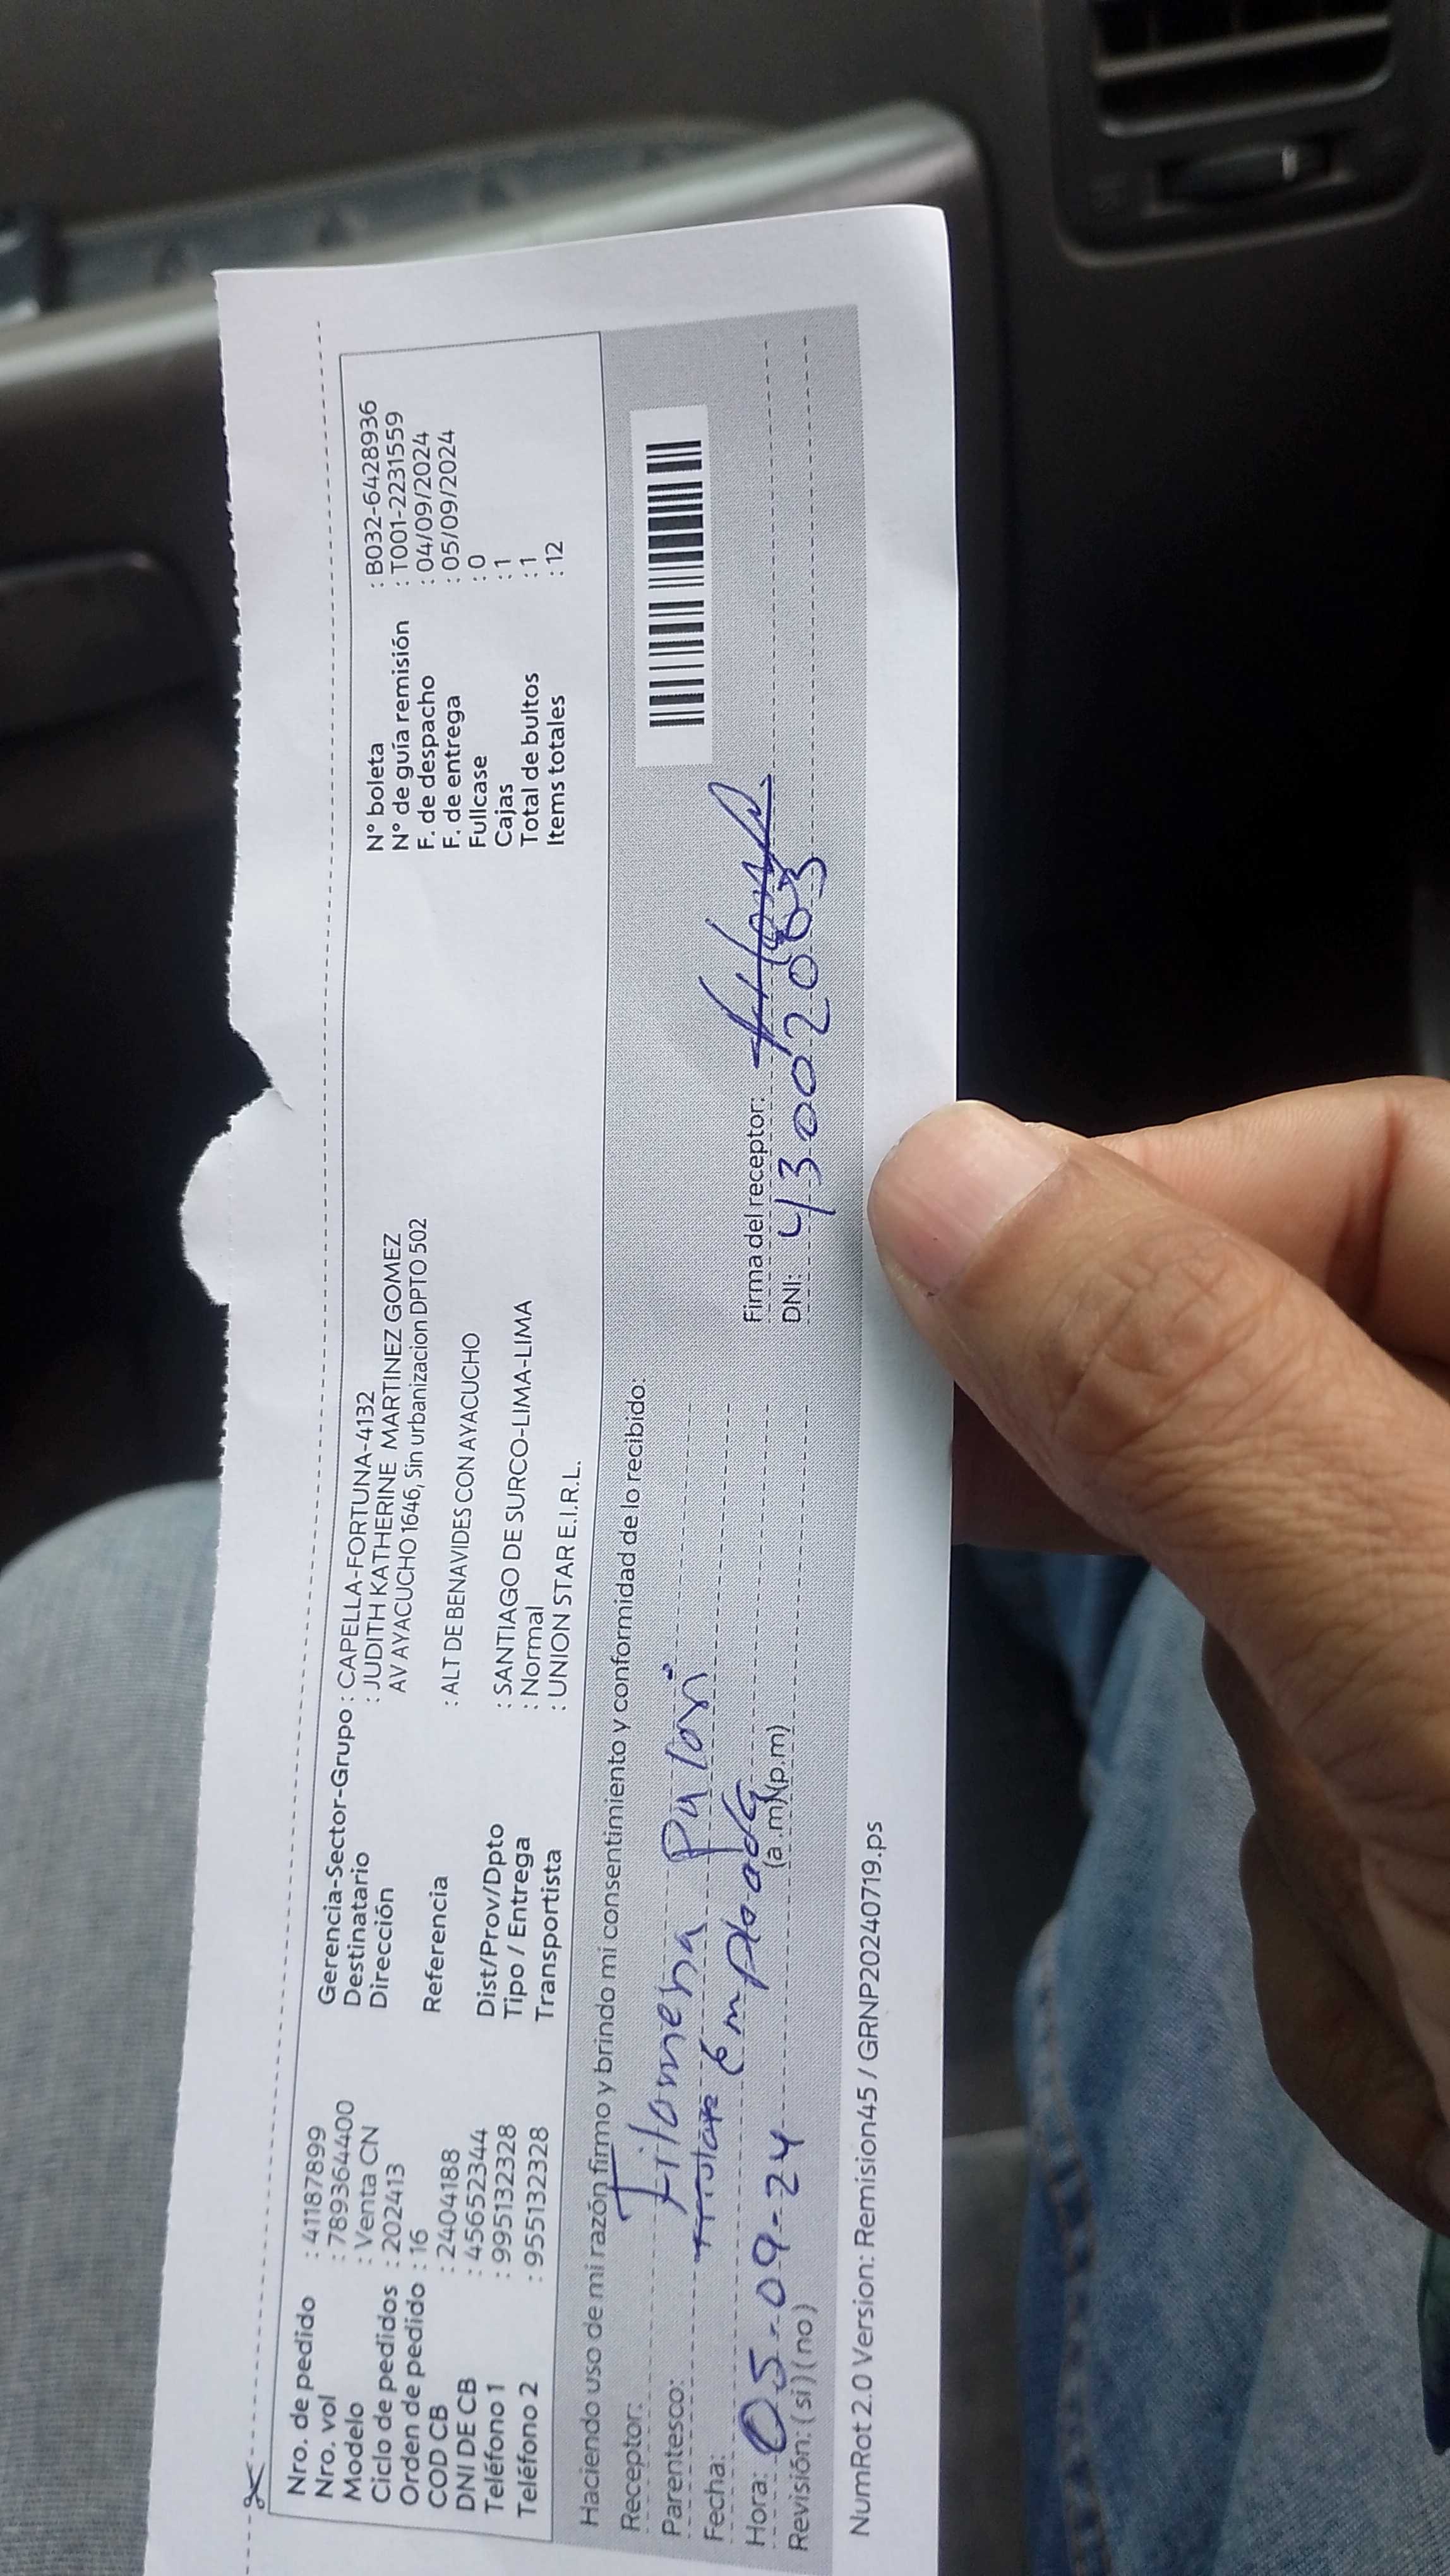 Nro. de pedido : 41187899
Nro. vol : 7893644400
Modelo : Venta CN
Ciclo de pedidos : 202413
Orden de pedido : 16
COD CB : 2404188
DNI DE CB : 45652344
Teléfono 1 : 995132328
Teléfono 2 : 955132328
Gerencia-Sector-Grupo : CAPELLA-FORTUNA-4132
Destinatario : JUDITH KATHERINE MARTINEZ GOMEZ
Dirección AV AYACUCHO 1646, Sin urbanizacion DPTO 502
Referencia : ALT DE BENAVIDES CON AYACUCHO
Dist/Prov/Dpto : SANTIAGO DE SURCO-LIMA-LIMA
Tipo / Entrega : Normal
Transportista : UNION STAR E.I.R.L.
N° boleta : B032-6428936
N° de guía remisión : T001-2231559
F. de despacho : 04/09/2024
F. de entrega : 05/09/2024
Fullcase : 0
Cajas : 1
Total de bultos : 1
Items totales : 12
Haciendo uso de mi razón firmo y brindo mi consentimiento y conformidad de lo recibido:
Receptor: Filomena
Parentesco:
Fecha:
Hora: 05-09-24 (a.m)(p.m)
Revisión: (si) (no)
Firma del receptor:
DNI: 43002063
NumRot 2.0 Version: Remision45 / GRNP20240719.ps